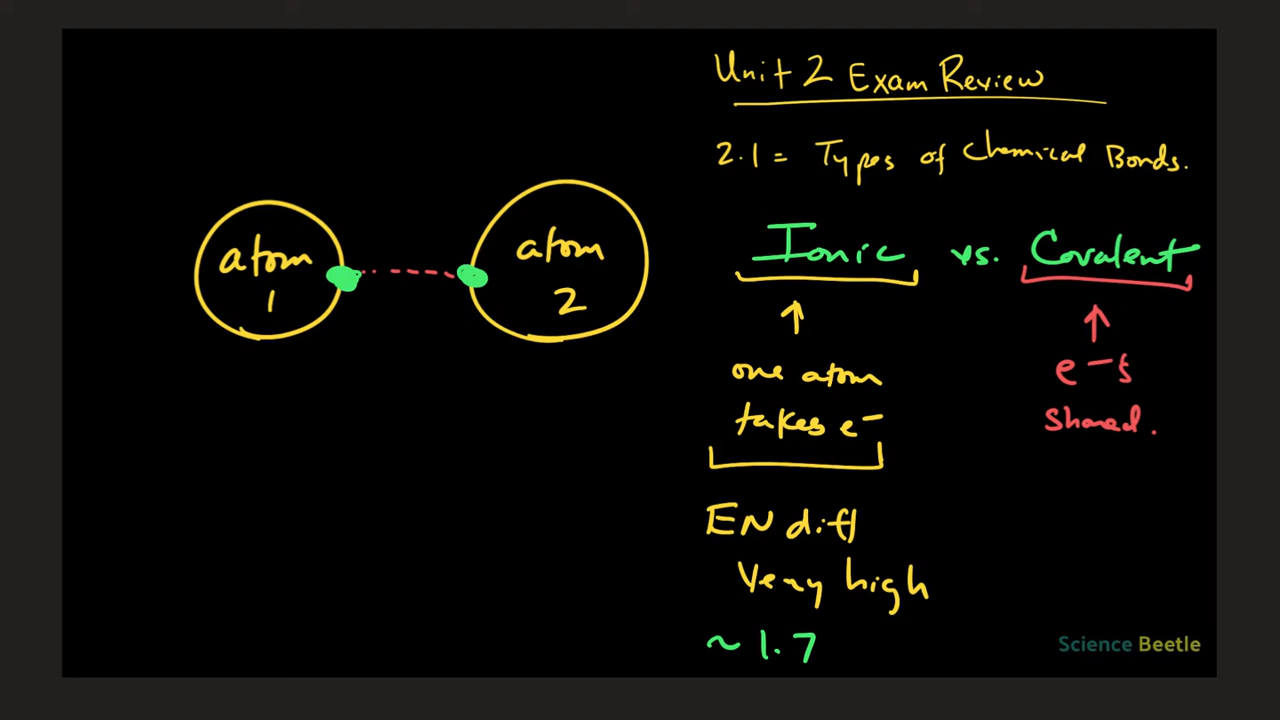 Unit 2 Exam Review
2.1 = Types of Chemical Bonds.
Ionic vs. Covalent
atom
1
atom
2
one atom
takes e-
e-s
Shared.
EN diff
Very high
~ 1.7
Science Beetle